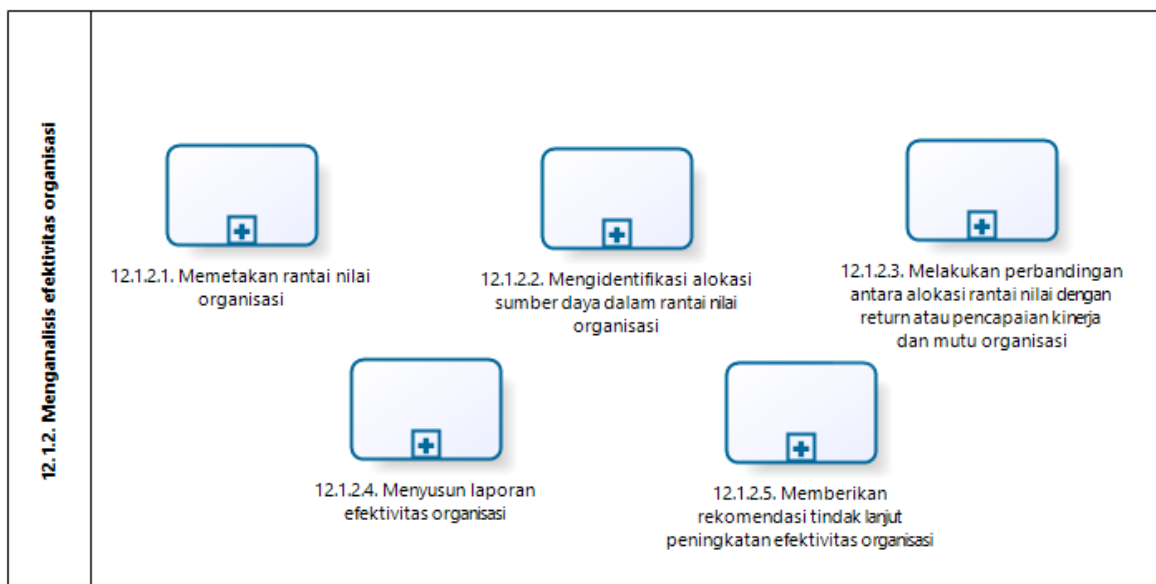 12.1.2. Menganalisis efektivitas organisasi
12.1.2.1. Memetakan rantai nilai
organisasi
12.1.2.2. Mengidentifikasi alokasi
sumber daya dalam rantai nilai
organisasi
12.1.2.3. Melakukan perbandingan
antara alokasi rantai nilai dengan
return atau pencapaian kinerja
dan mutu organisasi
12.1.2.4. Menyusun laporan
efektivitas organisasi
12.1.2.5. Memberikan
rekomendasi tindak lanjut
peningkatan efektivitas organisasi